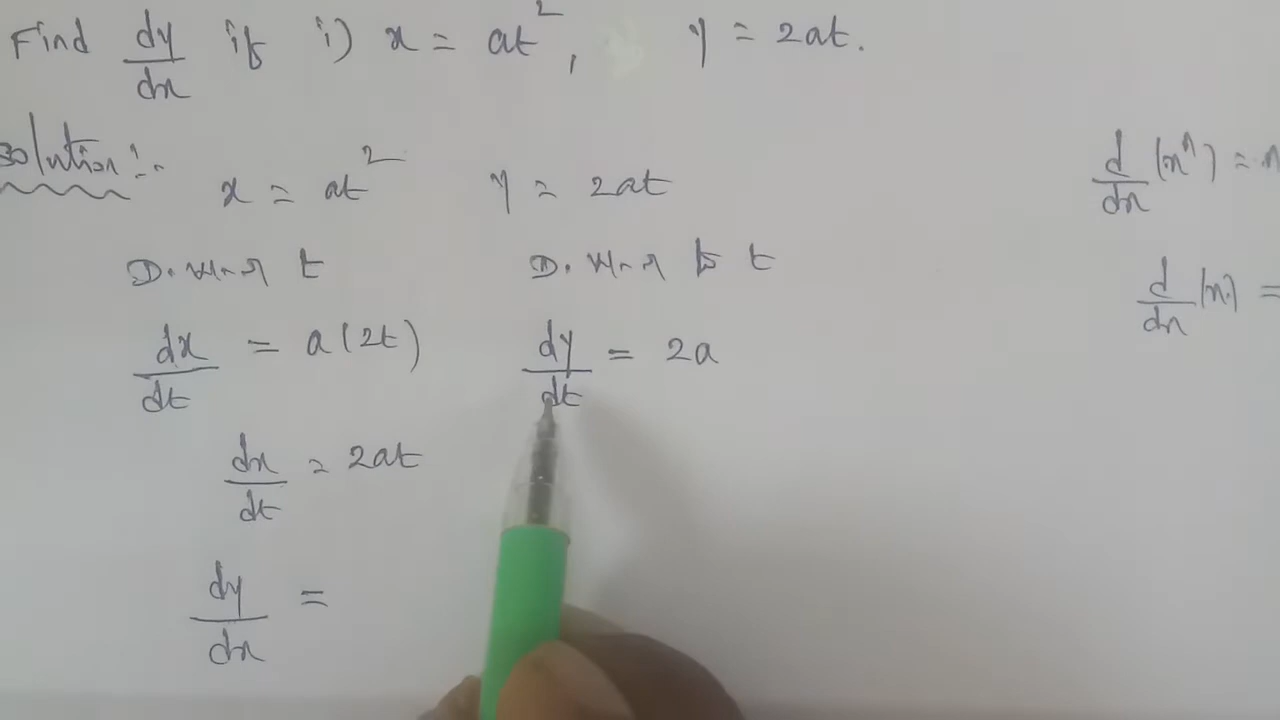 Find dy/dx if i) x = at², y = 2at.
Solution:-
x = at² y = 2at
D. w.r t D. w.r to t
dx/dt = a(2t) dy/dt = 2a
dx/dt = 2at
dy/dx =
d/dx (xⁿ) = n
d/dx (x) =